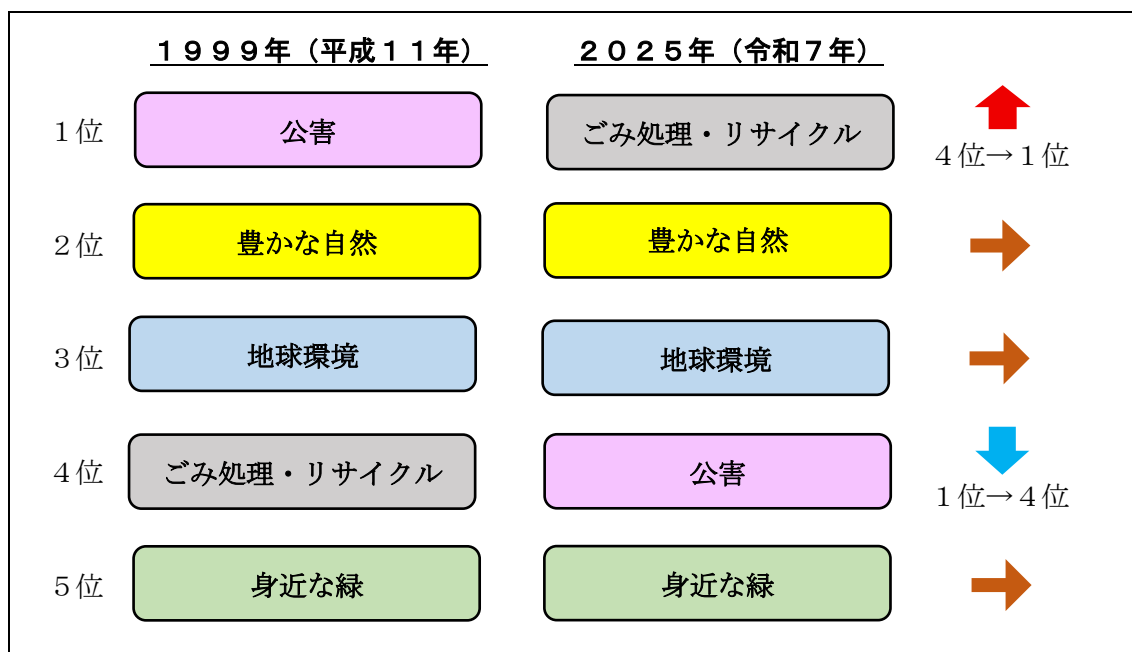 １９９９年（平成１１年） ２０２５年（令和７年）
１位 公害 ごみ処理・リサイクル
４位→１位
２位 豊かな自然 豊かな自然
３位 地球環境 地球環境
４位 ごみ処理・リサイクル 公害
１位→４位
５位 身近な緑 身近な緑